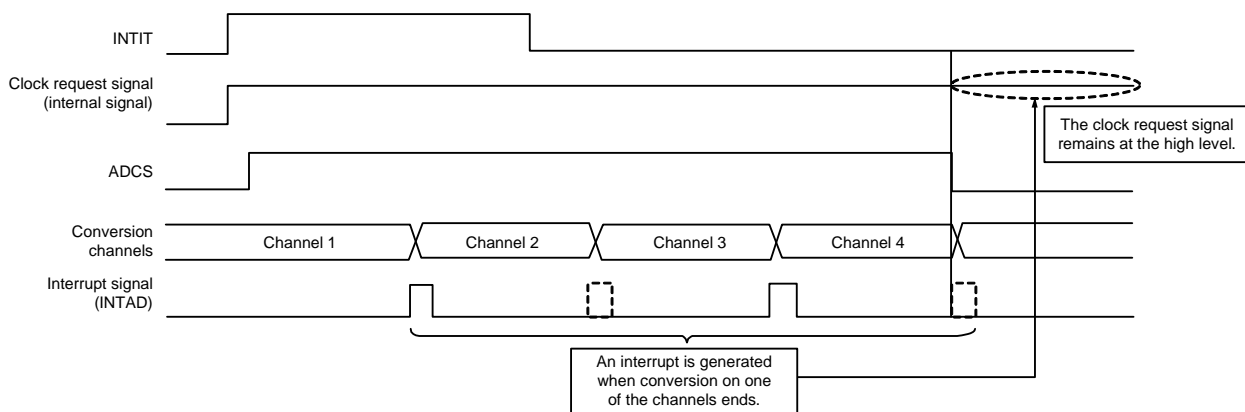 INTIT
Clock request signal
(internal signal)
The clock request signal
remains at the high level.
ADCS
Conversion
channels
Channel 1
Channel 2
Channel 3
Channel 4
Interrupt signal
(INTAD)
An interrupt is generated
when conversion on one
of the channels ends.